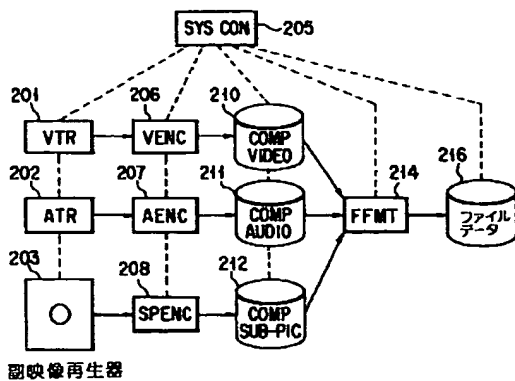 SYS CON
205
201
206
210
VTR
VENC
COMP
VIDEO
202
207
211
214
216
ATR
AENC
COMP
AUDIO
FFMT
ファイル
データ
203
208
212
SPENC
COMP
SUB-PIC
副映像再生器